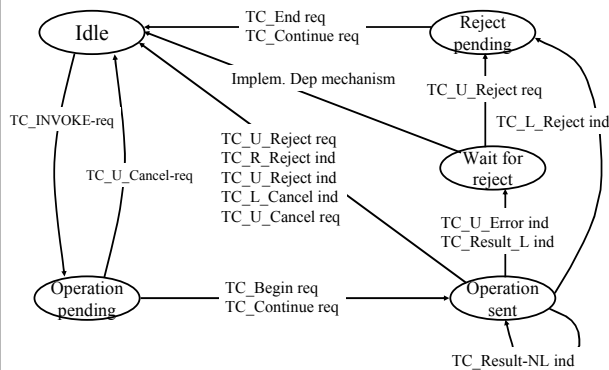 TC_End req
TC_Continue req
Idle
Reject
pending
Implem. Dep mechanism
TC_U_Reject req
TC_L_Reject ind
TC_INVOKE-req
TC_U_Cancel-req
TC_U_Reject req
TC_R_Reject ind
TC_U_Reject ind
TC_L_Cancel ind
TC_U_Cancel req
Wait for
reject
TC_U_Error ind
TC_Result_L ind
Operation
pending
TC_Begin req
TC_Continue req
Operation
sent
TC_Result-NL ind